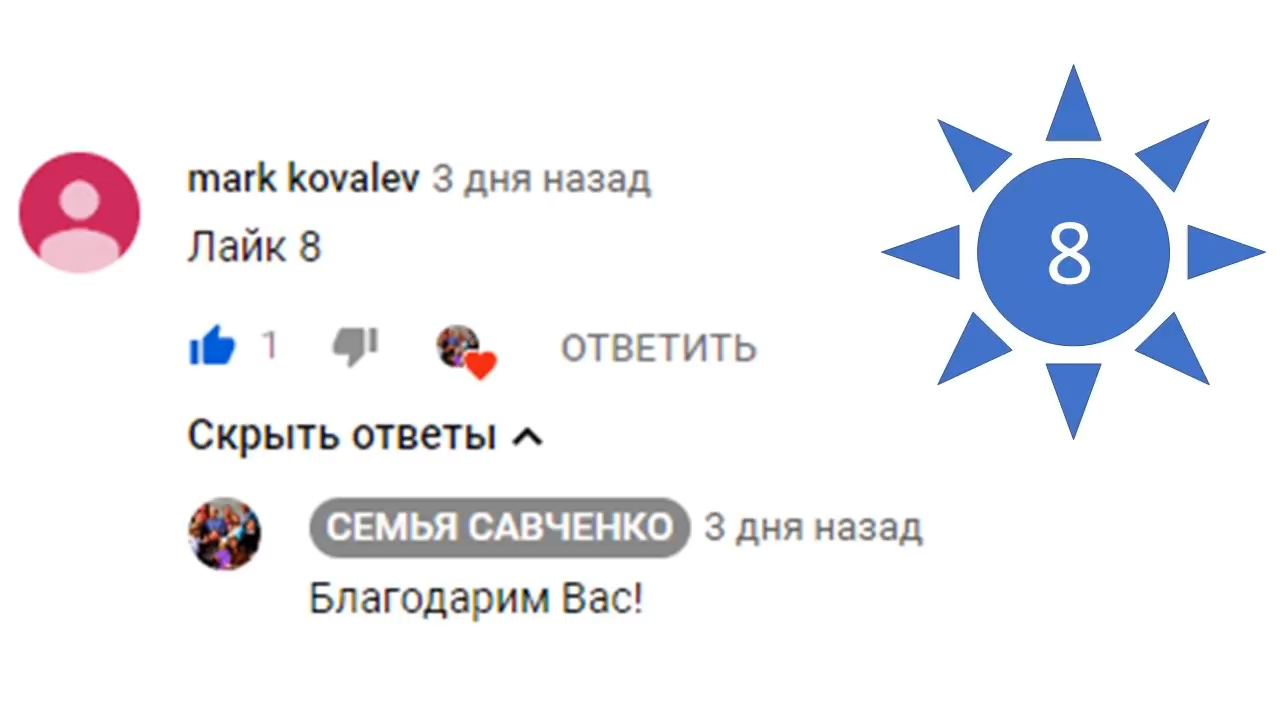 mark kovalev 3 дня назад
Лайк 8
1 ОТВЕТИТЬ
Скрыть ответы
СЕМЬЯ САВЧЕНКО 3 дня назад
Благодарим Вас!
8